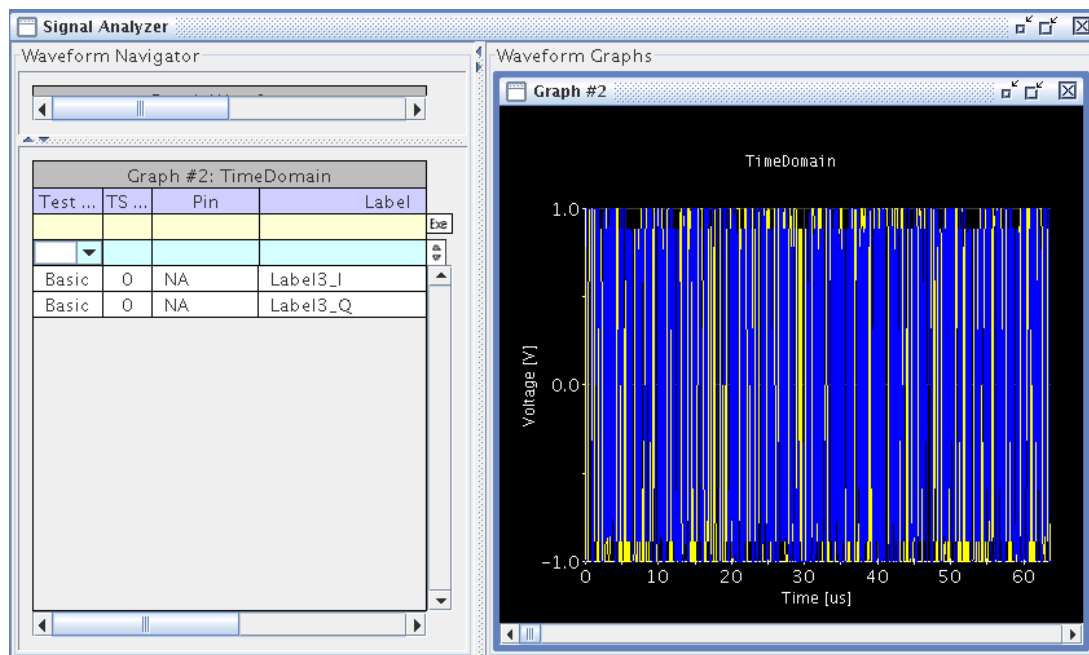 Signal Analyzer
Waveform Navigator
Graph #2: TimeDomain
Test ... TS ... Pin Label
Exe
Basic 0 NA Label3_I
Basic 0 NA Label3_Q
Waveform Graphs
Graph #2
TimeDomain
1.0
Voltage [V]
0.0
-1.0
0 10 20 30 40 50 60
Time [us]